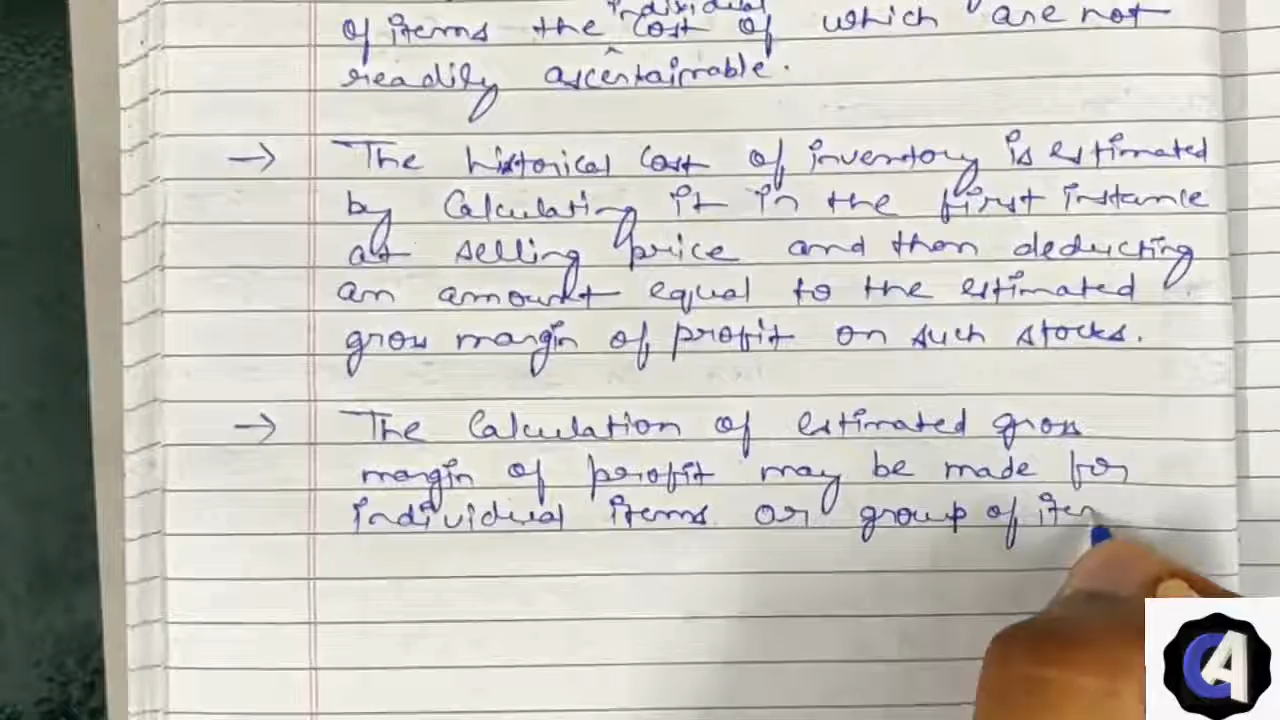 individual
of items the cost of which are not
readily ascertainable.
→ The historical cost of inventory is estimated
by calculating it in the first instance
at selling price and then deducting
an amount equal to the estimated
gross margin of profit on such stocks.
→ The calculation of estimated gross
margin of profit may be made for
individual items or group of item
CA